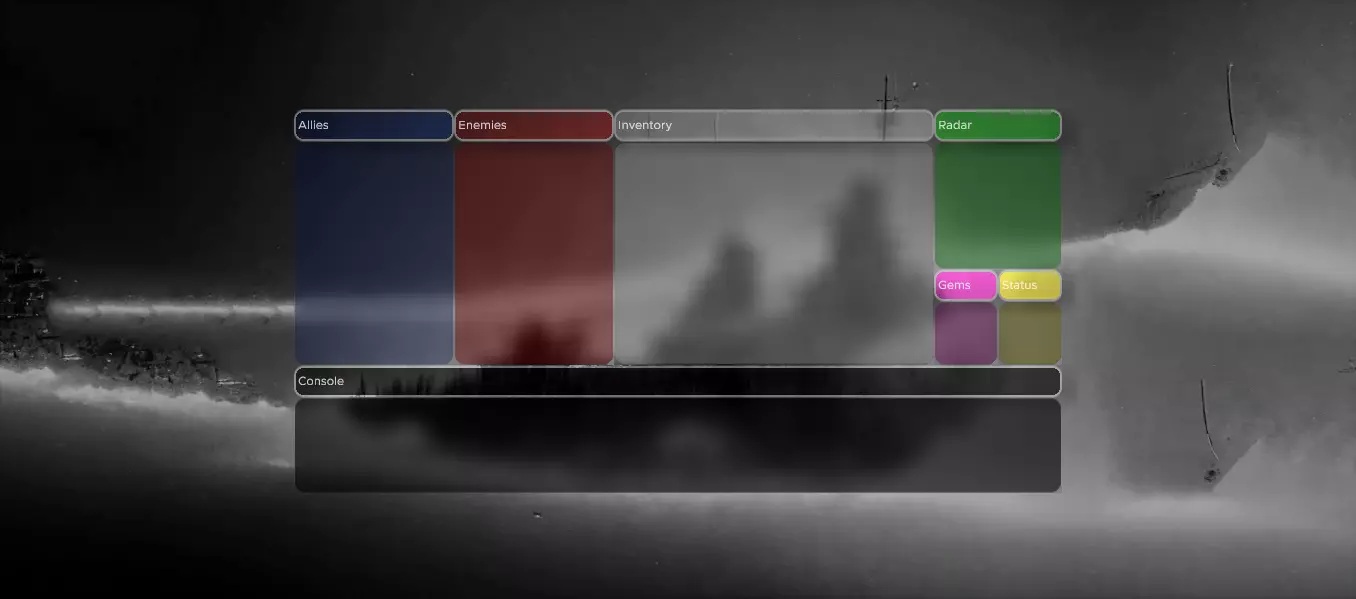 Allies
Enemies
Inventory
Radar
Gems
Status
Console